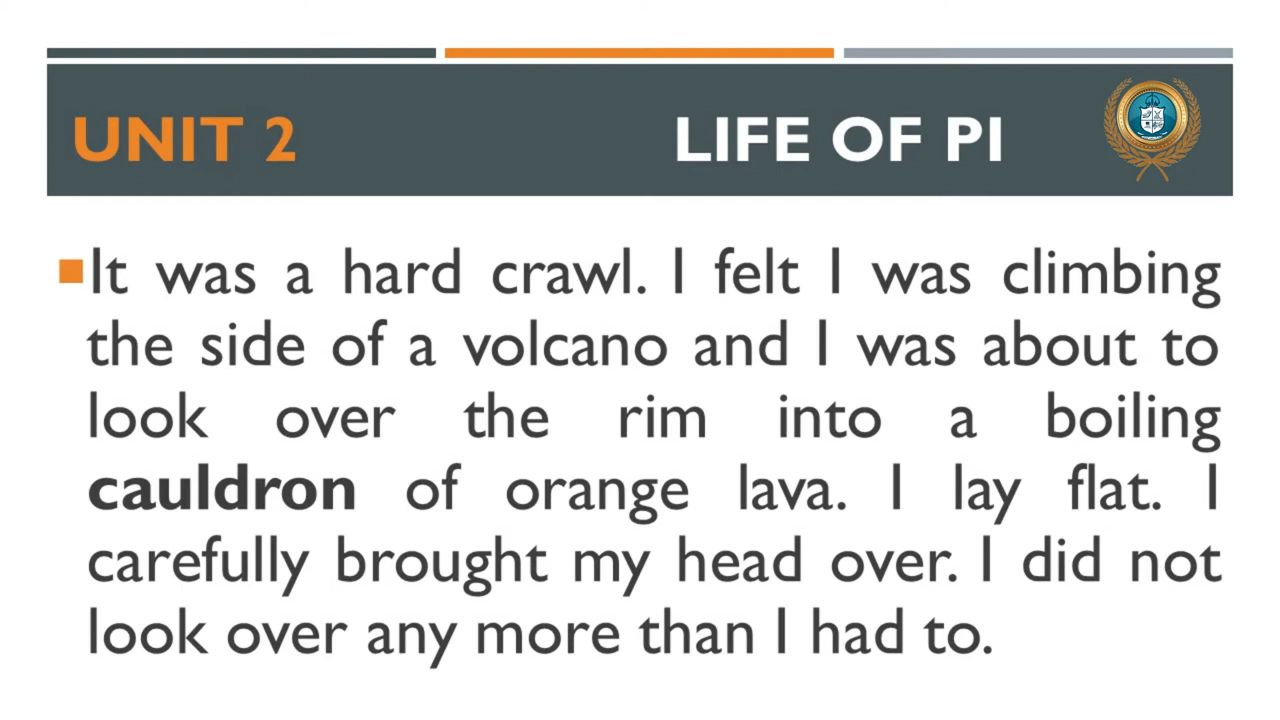 UNIT 2 LIFE OF PI
It was a hard crawl. I felt I was climbing
the side of a volcano and I was about to
look over the rim into a boiling
cauldron of orange lava. I lay flat. I
carefully brought my head over. I did not
look over any more than I had to.